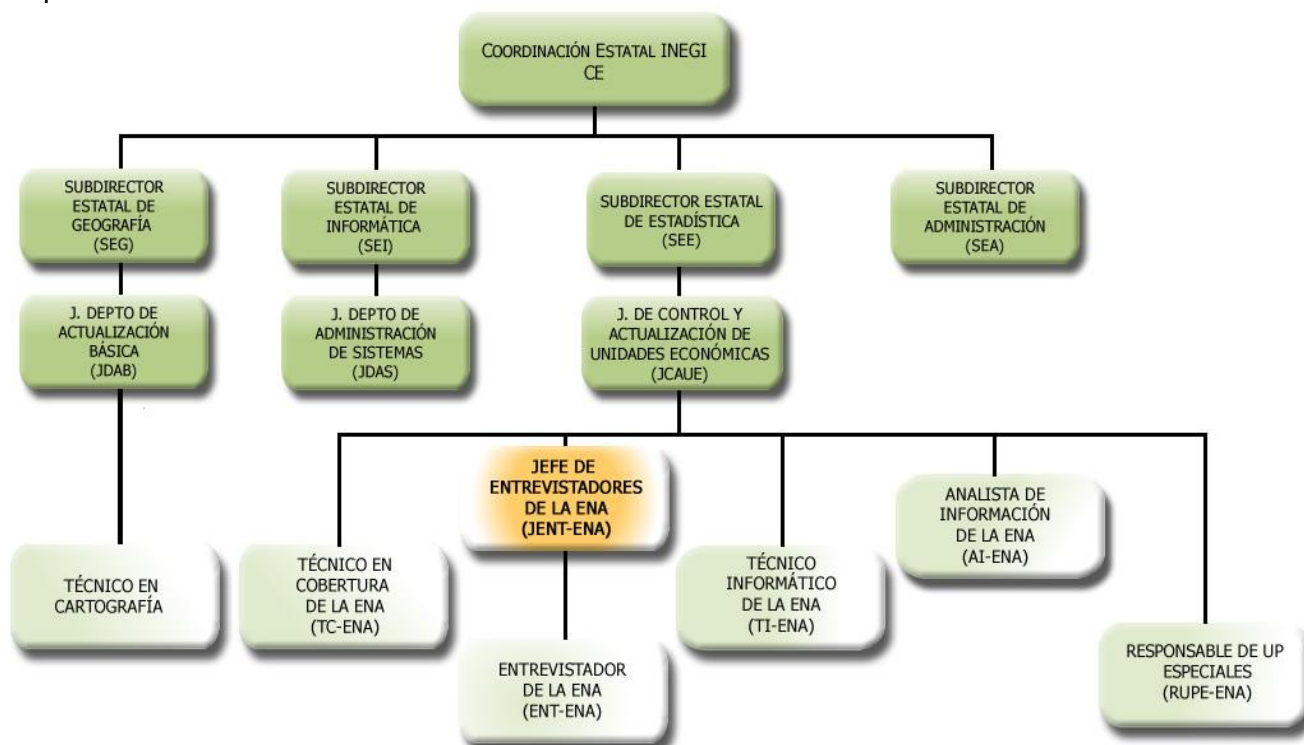 COORDINACIÓN ESTATAL INEGI
CE
SUBDIRECTOR
ESTATAL DE
GEOGRAFÍA
(SEG)
SUBDIRECTOR
ESTATAL DE
INFORMÁTICA
(SEI)
SUBDIRECTOR ESTATAL
DE ESTADÍSTICA
(SEE)
SUBDIRECTOR
ESTATAL DE
ADMINISTRACIÓN
(SEA)
J. DEPTO DE
ACTUALIZACIÓN
BÁSICA
(JDAB)
J. DEPTO DE
ADMINISTRACIÓN
DE SISTEMAS
(JDAS)
J. DE CONTROL Y
ACTUALIZACIÓN DE
UNIDADES ECONÓMICAS
(JCAUE)
TÉCNICO EN
CARTOGRAFÍA
TÉCNICO EN
COBERTURA
DE LA ENA
(TC-ENA)
JEFE DE
ENTREVISTADORES
DE LA ENA
(JENT-ENA)
ENTREVISTADOR
DE LA ENA
(ENT-ENA)
TÉCNICO
INFORMÁTICO
DE LA ENA
(TI-ENA)
ANALISTA DE
INFORMACIÓN
DE LA ENA
(AI-ENA)
RESPONSABLE DE UP
ESPECIALES
(RUPE-ENA)